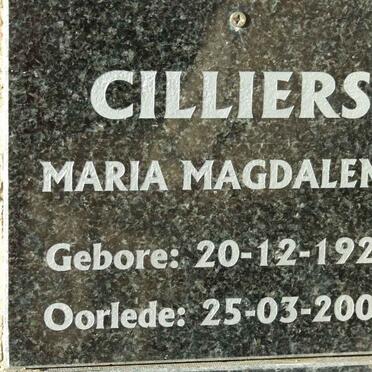 CILLIERS
MARIA MAGDALEN
Gebore: 20-12-192
Oorlede: 25-03-200